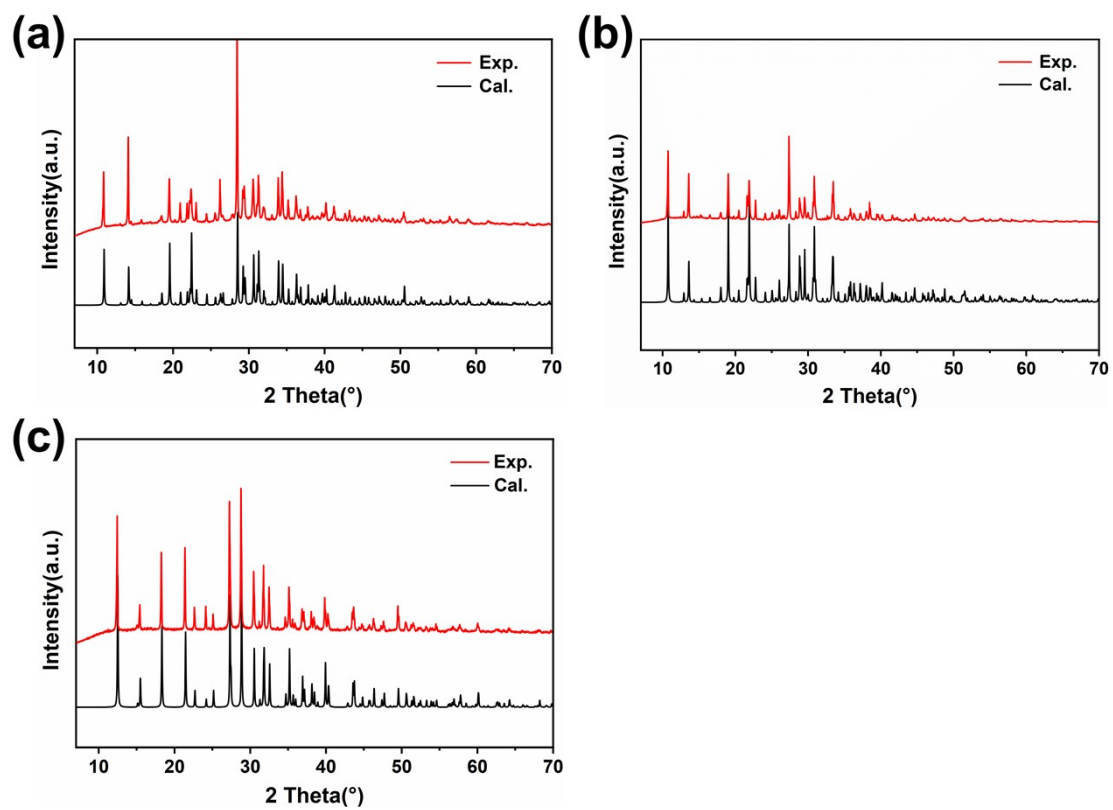 (a)
Exp.
Cal.
Intensity(a.u.)
10 20 30 40 50 60 70
2 Theta(°)
(b)
Exp.
Cal.
Intensity(a.u.)
10 20 30 40 50 60 70
2 Theta(°)
(c)
Exp.
Cal.
Intensity(a.u.)
10 20 30 40 50 60 70
2 Theta(°)